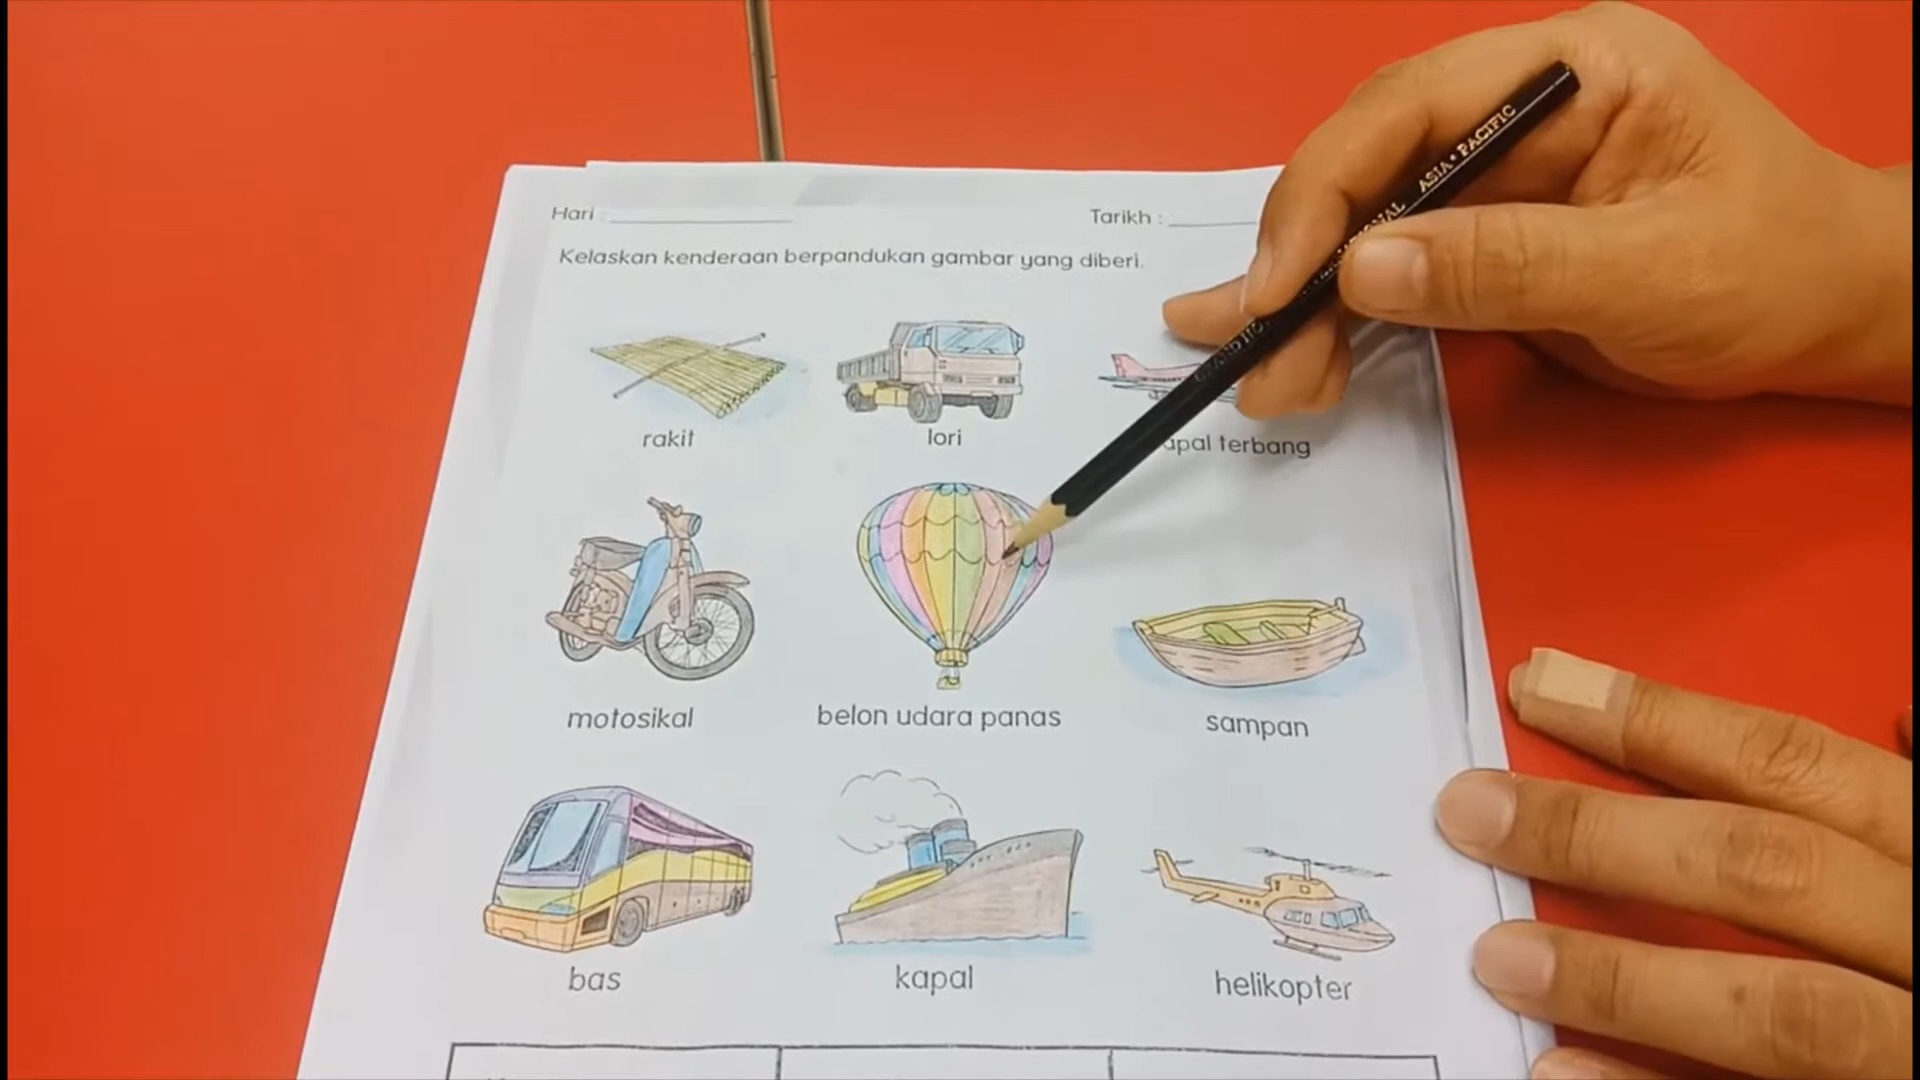 Hari :
Tarikh :
Kelaskan kenderaan berpandukan gambar yang diberi.
rakit
lori
apal terbang
motosikal
belon udara panas
sampan
bas
kapal
helikopter
ASIA • PACIFIC